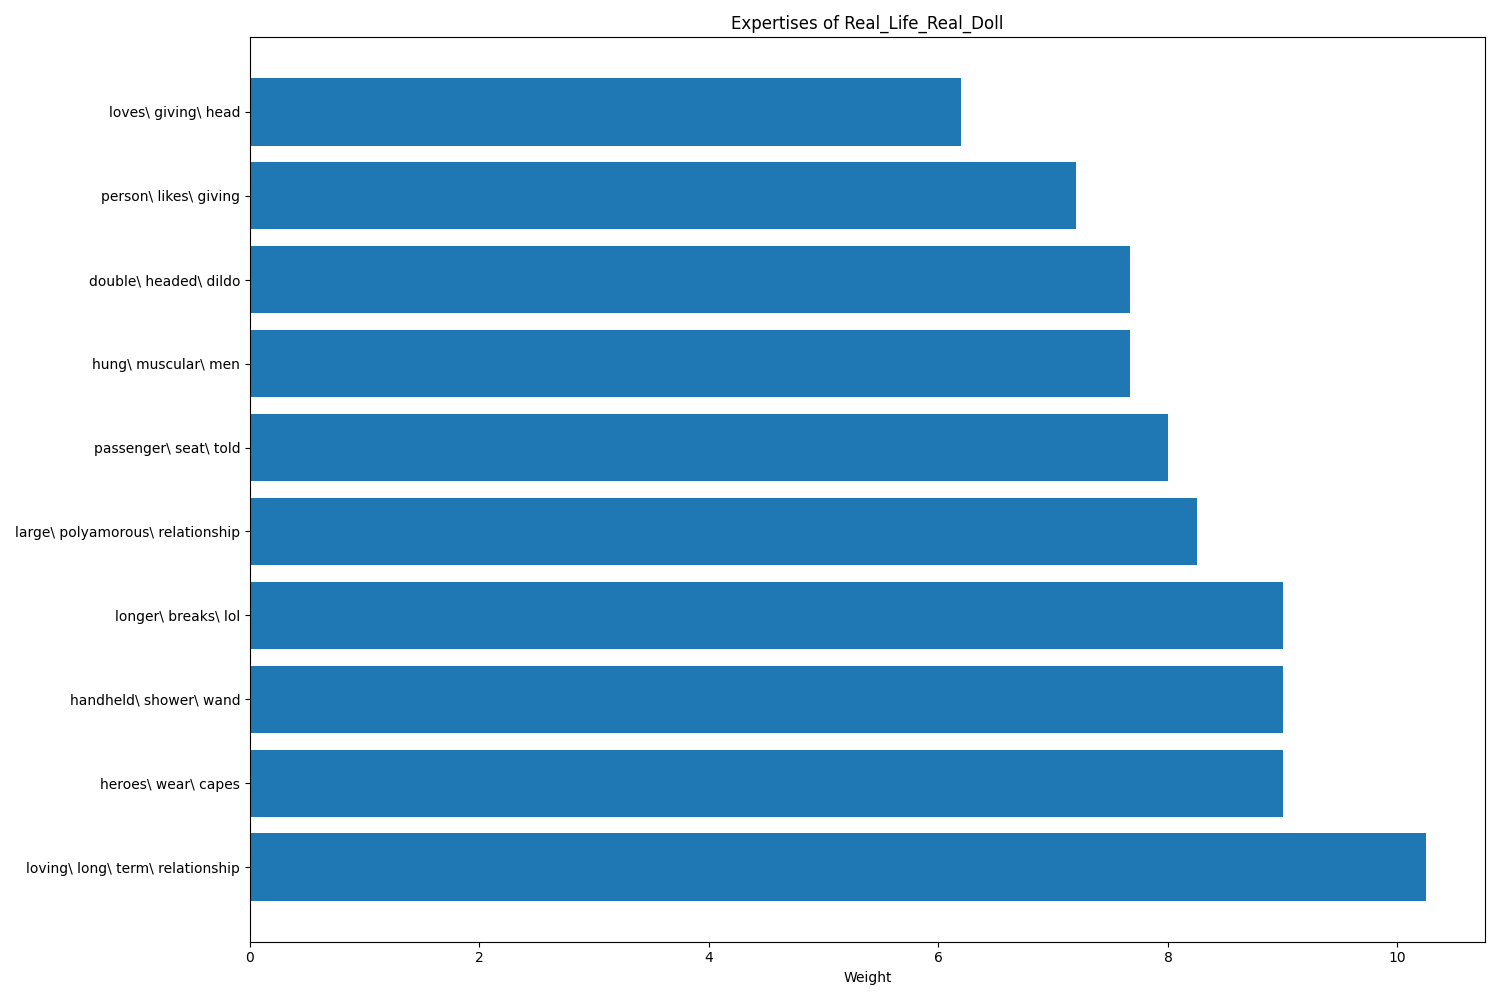 Expertises of Real_Life_Real_Doll
loves\ giving\ head
person\ likes\ giving
double\ headed\ dildo
hung\ muscular\ men
passenger\ seat\ told
large\ polyamorous\ relationship
longer\ breaks\ lol
handheld\ shower\ wand
heroes\ wear\ capes
loving\ long\ term\ relationship
0 2 4 6 8 10
Weight